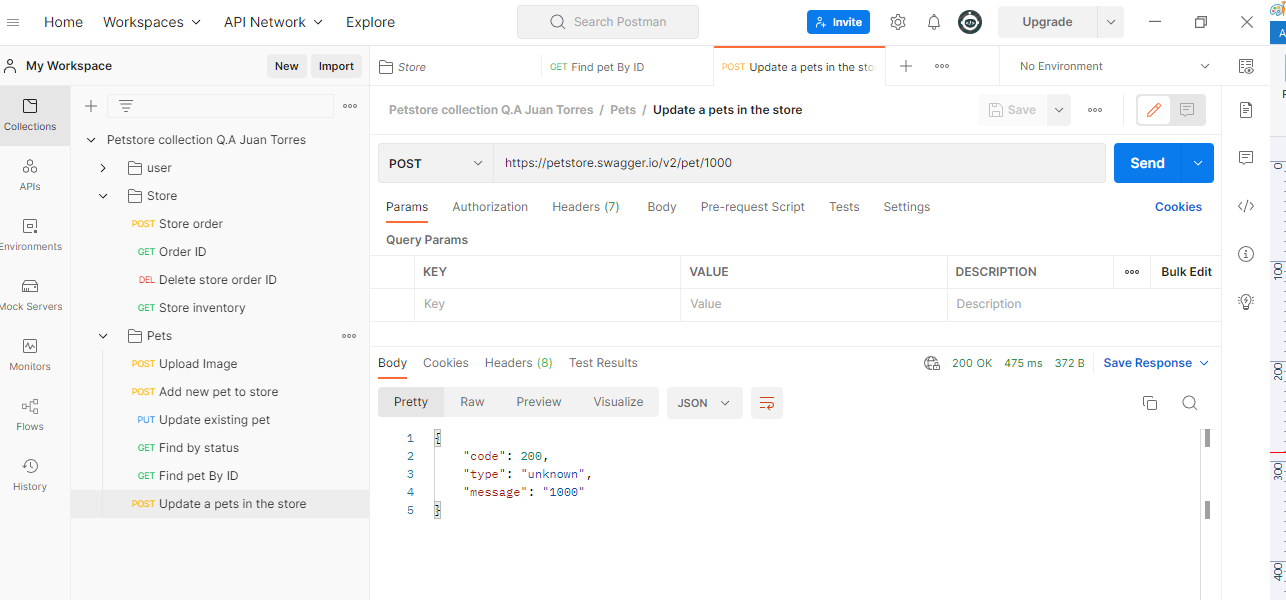 Home Workspaces API Network Explore Search Postman Invite Upgrade
My Workspace New Import
Store GET Find pet By ID POST Update a pets in the sto No Environment
Collections
APIs
Environments
Mock Servers
Monitors
Flows
History
Petstore collection Q.A Juan Torres
user
Store
POST Store order
GET Order ID
DEL Delete store order ID
GET Store inventory
Pets
POST Upload Image
POST Add new pet to store
PUT Update existing pet
GET Find by status
GET Find pet By ID
POST Update a pets in the store
Petstore collection Q.A Juan Torres / Pets / Update a pets in the store Save
POST https://petstore.swagger.io/v2/pet/1000 Send
Params Authorization Headers (7) Body Pre-request Script Tests Settings Cookies
Query Params
KEY VALUE DESCRIPTION Bulk Edit
Key Value Description
Body Cookies Headers (8) Test Results 200 OK 475 ms 372 B Save Response
Pretty Raw Preview Visualize JSON
1 {
2 "code": 200,
3 "type": "unknown",
4 "message": "1000"
5 }
0
100
200
300
400